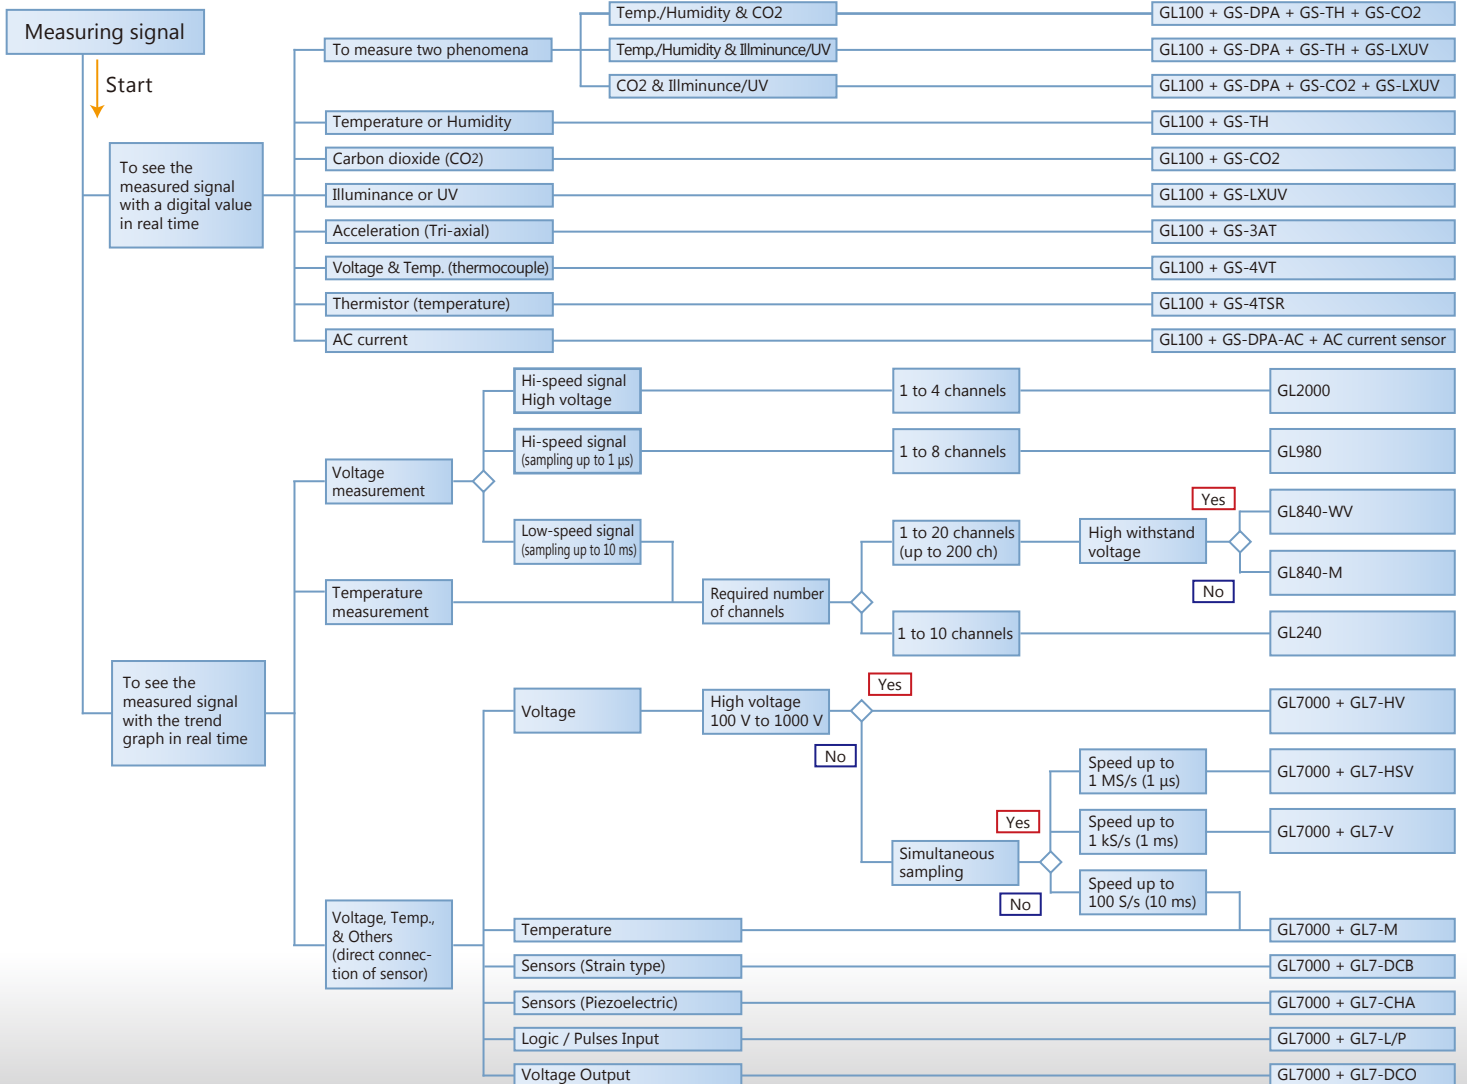 Measuring signal
Start
To see the
measured signal
with a digital value
in real time
To measure two phenomena
Temp./Humidity & CO2
GL100 + GS-DPA + GS-TH + GS-CO2
Temp./Humidity & Illminunce/UV
GL100 + GS-DPA + GS-TH + GS-LXUV
CO2 & Illminunce/UV
GL100 + GS-DPA + GS-CO2 + GS-LXUV
Temperature or Humidity
GL100 + GS-TH
Carbon dioxide (CO2)
GL100 + GS-CO2
Illuminance or UV
GL100 + GS-LXUV
Acceleration (Tri-axial)
GL100 + GS-3AT
Voltage & Temp. (thermocouple)
GL100 + GS-4VT
Thermistor (temperature)
GL100 + GS-4TSR
AC current
GL100 + GS-DPA-AC + AC current sensor
To see the
measured signal
with the trend
graph in real time
Voltage
measurement
Hi-speed signal
High voltage
1 to 4 channels
GL2000
Hi-speed signal
(sampling up to 1 µs)
1 to 8 channels
GL980
Low-speed signal
(sampling up to 10 ms)
Temperature
measurement
Required number
of channels
1 to 20 channels
(up to 200 ch)
High withstand
voltage
Yes
GL840-WV
No
GL840-M
1 to 10 channels
GL240
Voltage, Temp.,
& Others
(direct connec-
tion of sensor)
Voltage
High voltage
100 V to 1000 V
Yes
GL7000 + GL7-HV
No
Simultaneous
sampling
Yes
Speed up to
1 MS/s (1 µs)
GL7000 + GL7-HSV
Speed up to
1 kS/s (1 ms)
GL7000 + GL7-V
No
Speed up to
100 S/s (10 ms)
Temperature
GL7000 + GL7-M
Sensors (Strain type)
GL7000 + GL7-DCB
Sensors (Piezoelectric)
GL7000 + GL7-CHA
Logic / Pulses Input
GL7000 + GL7-L/P
Voltage Output
GL7000 + GL7-DCO